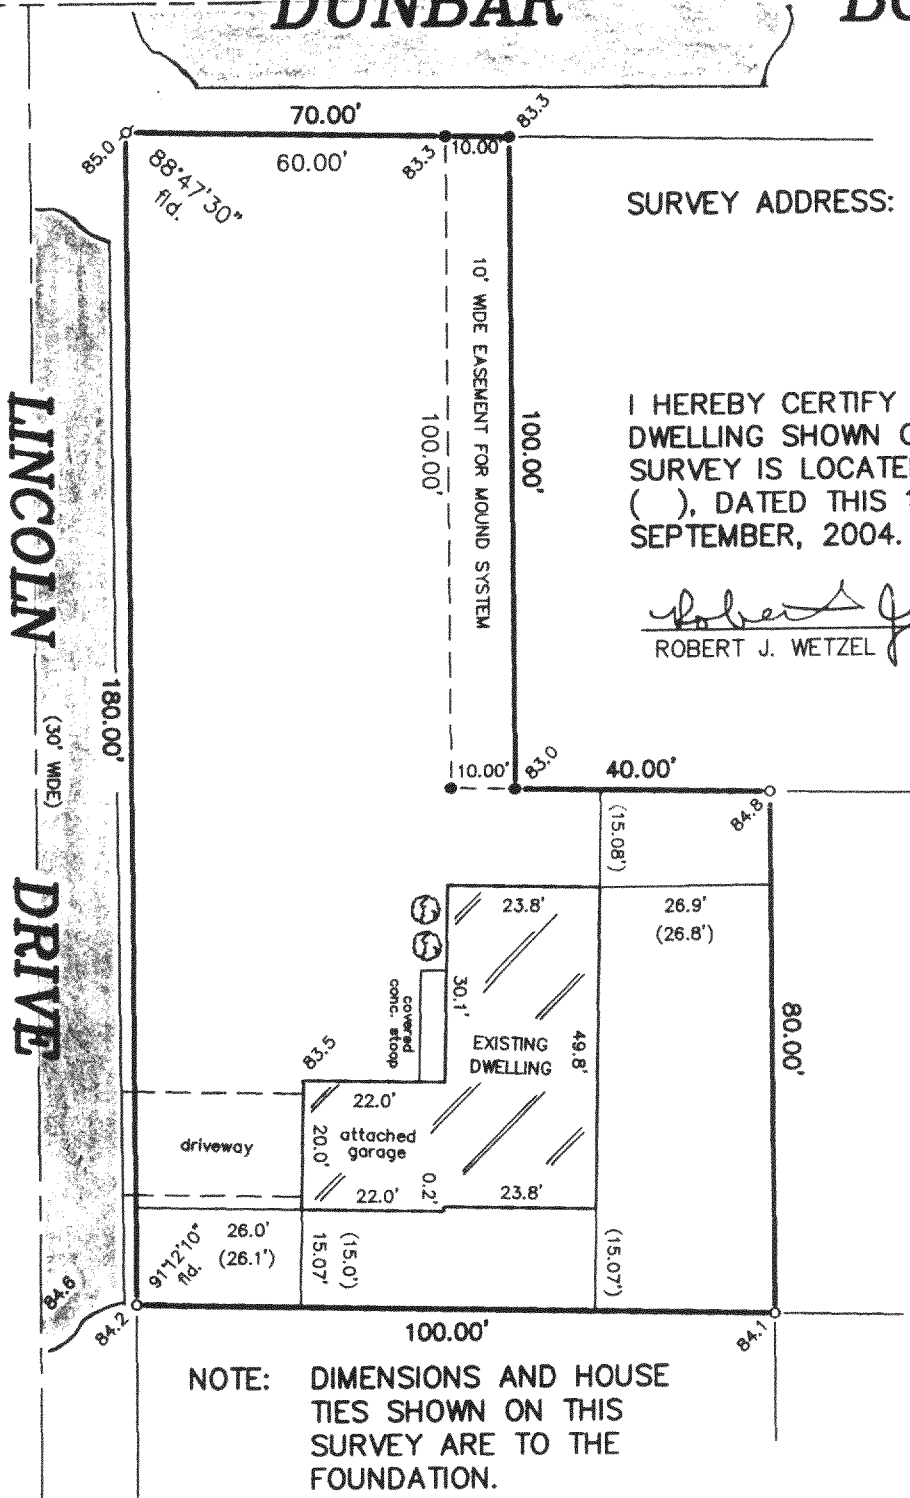 DUNBAR
70.00'
83.3
85.0
60.00'
83.3
10.00'
88°47'30"
fld.
SURVEY ADDRESS:
10' WIDE EASEMENT FOR MOUND SYSTEM
100.00'
100.00'
I HEREBY CERTIFY
DWELLING SHOWN
SURVEY IS
( ), DATED THIS
SEPTEMBER, 2004.
ROBERT J. WETZEL
LINCOLN
DRIVE
(30' WIDE)
180.00'
10.00'
83.0
40.00'
84.8
(15.08')
23.8'
26.9'
(26.8')
30.1'
covered
conc. stoop
EXISTING
DWELLING
49.8'
80.00'
83.5
22.0'
20.0'
attached
garage
driveway
22.0'
0.2'
23.8'
91°12'10"
fld.
26.0'
(26.1')
(15.0')
15.07'
(15.07')
84.6
84.2
100.00'
84.1
NOTE: DIMENSIONS AND HOUSE
TIES SHOWN ON THIS
SURVEY ARE TO THE
FOUNDATION.